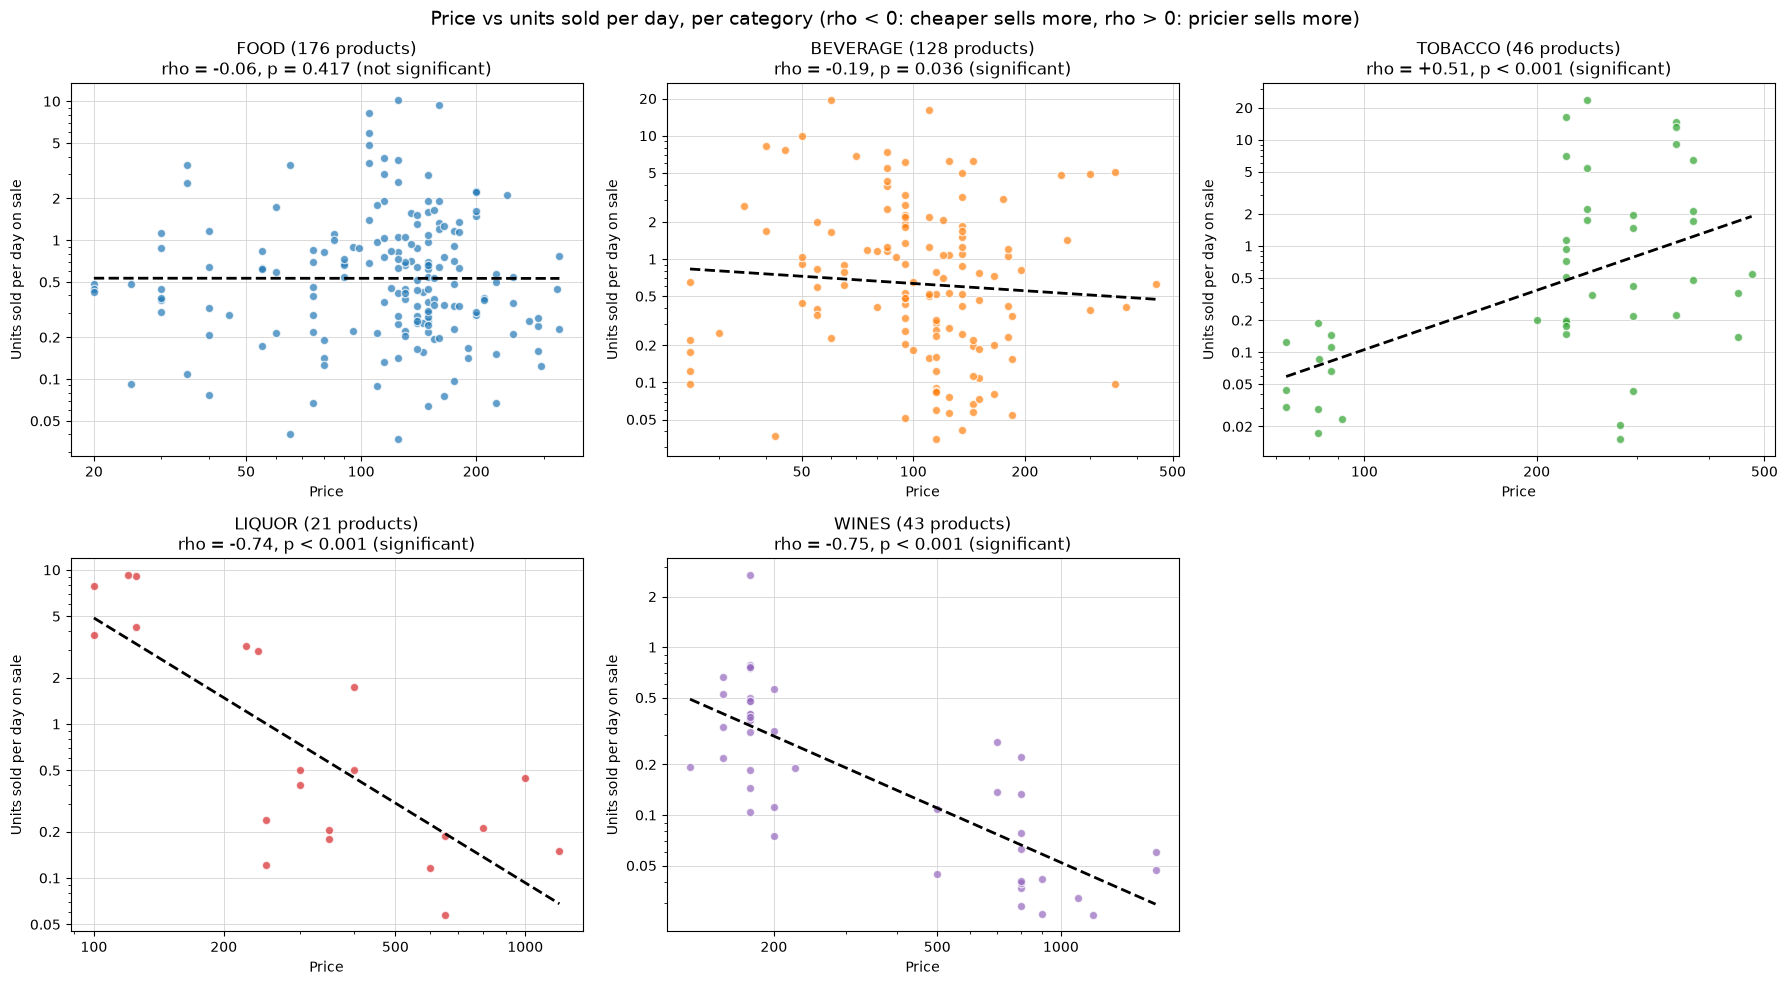 Price vs units sold per day, per category (rho < 0: cheaper sells more, rho > 0: pricier sells more)
FOOD (176 products)
rho = -0.06, p = 0.417 (not significant)
10
5
2
1
0.5
0.2
0.1
0.05
Units sold per day on sale
20
50
100
200
Price
BEVERAGE (128 products)
rho = -0.19, p = 0.036 (significant)
20
10
5
2
1
0.5
0.2
0.1
0.05
Units sold per day on sale
50
100
200
500
Price
TOBACCO (46 products)
rho = +0.51, p < 0.001 (significant)
20
10
5
2
1
0.5
0.2
0.1
0.05
0.02
Units sold per day on sale
100
200
500
Price
LIQUOR (21 products)
rho = -0.74, p < 0.001 (significant)
10
5
2
1
0.5
0.2
0.1
0.05
Units sold per day on sale
100
200
500
1000
Price
WINES (43 products)
rho = -0.75, p < 0.001 (significant)
2
1
0.5
0.2
0.1
0.05
Units sold per day on sale
200
500
1000
Price